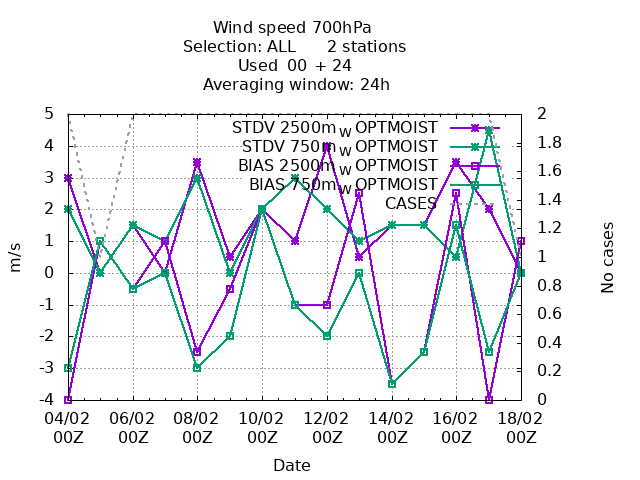 Wind speed 700hPa
Selection: ALL 2 stations
Used 00 + 24
Averaging window: 24h
STDV 2500m_W OPTMOIST
STDV 750m_W OPTMOIST
BIAS 2500m_W OPTMOIST
BIAS 750m_W OPTMOIST
CASES
5
4
3
2
1
0
-1
-2
-3
-4
m/s
2
1.8
1.6
1.4
1.2
1
0.8
0.6
0.4
0.2
0
No cases
04/02 06/02 08/02 10/02 12/02 14/02 16/02 18/02
00Z 00Z 00Z 00Z 00Z 00Z 00Z 00Z
Date